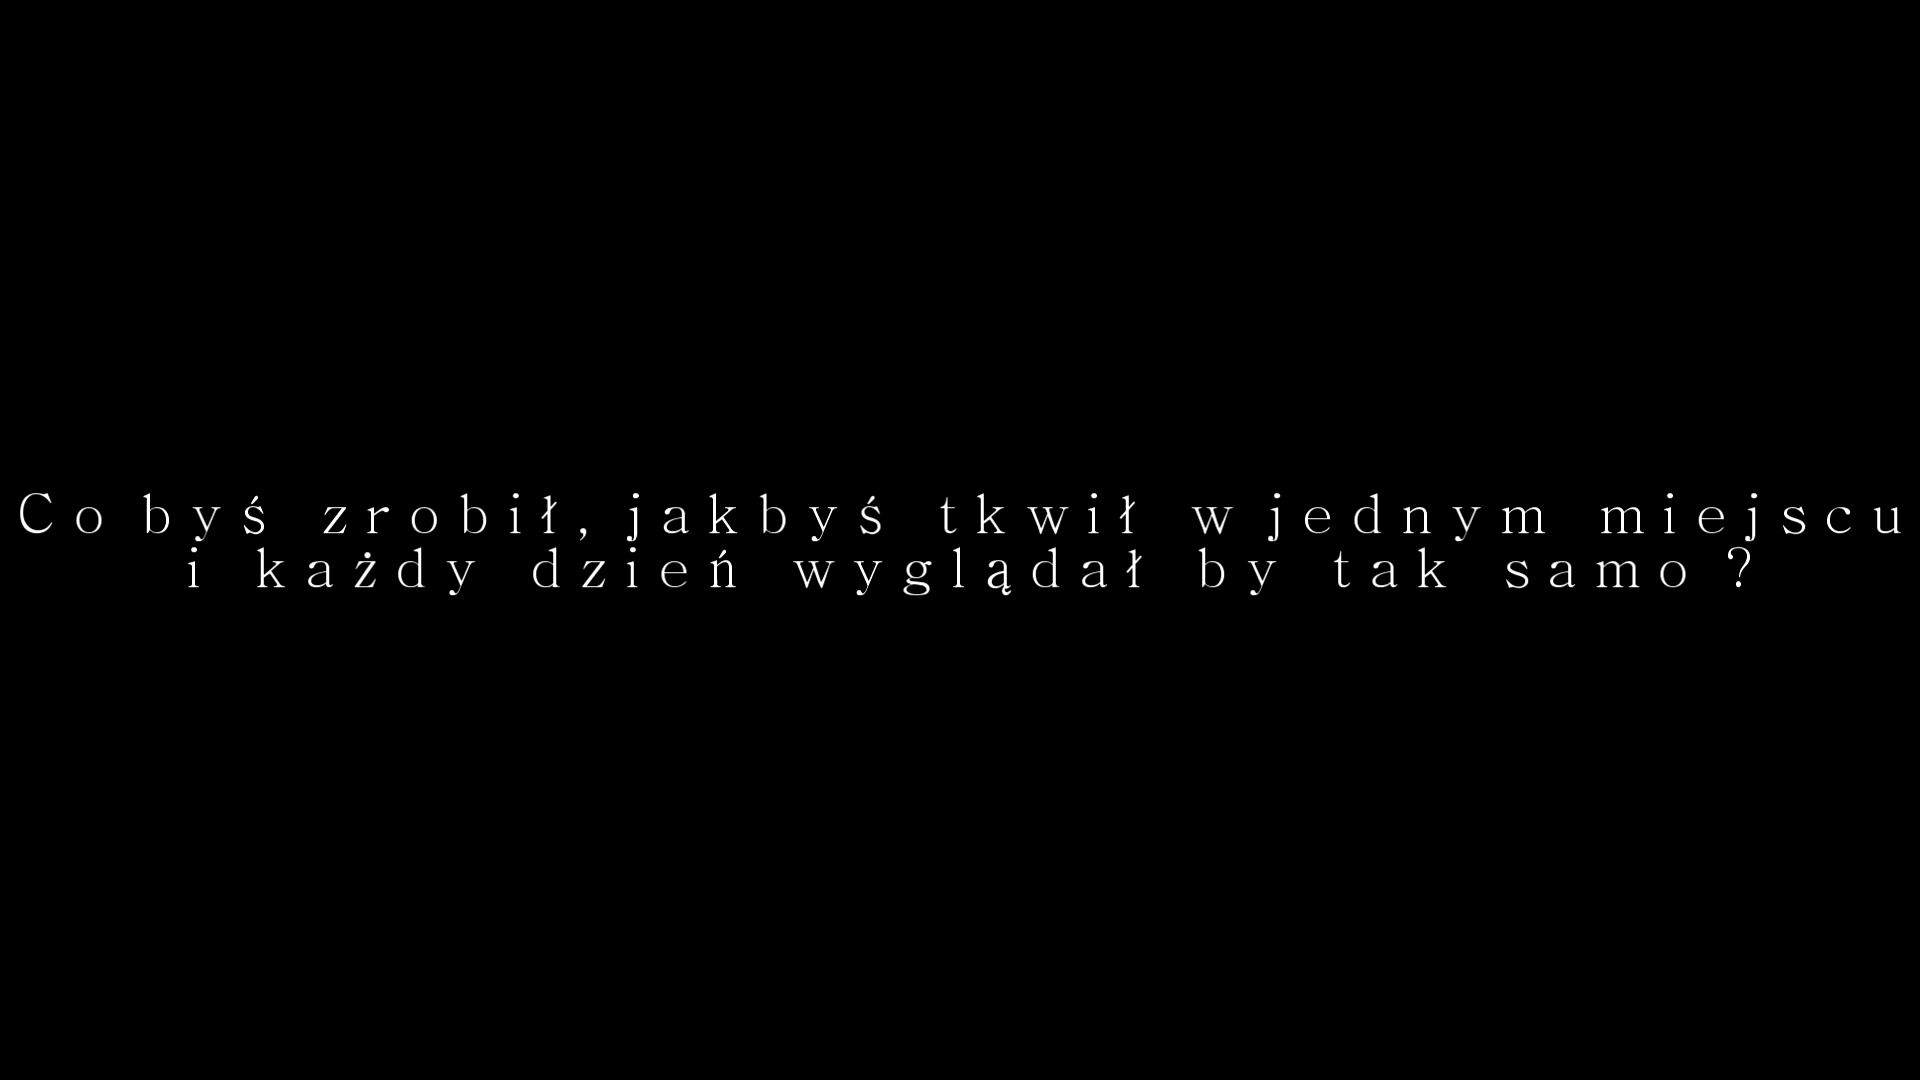 Co byś zrobił, jakbyś tkwił w jednym miejscu
i każdy dzień wyglądał by tak samo ?